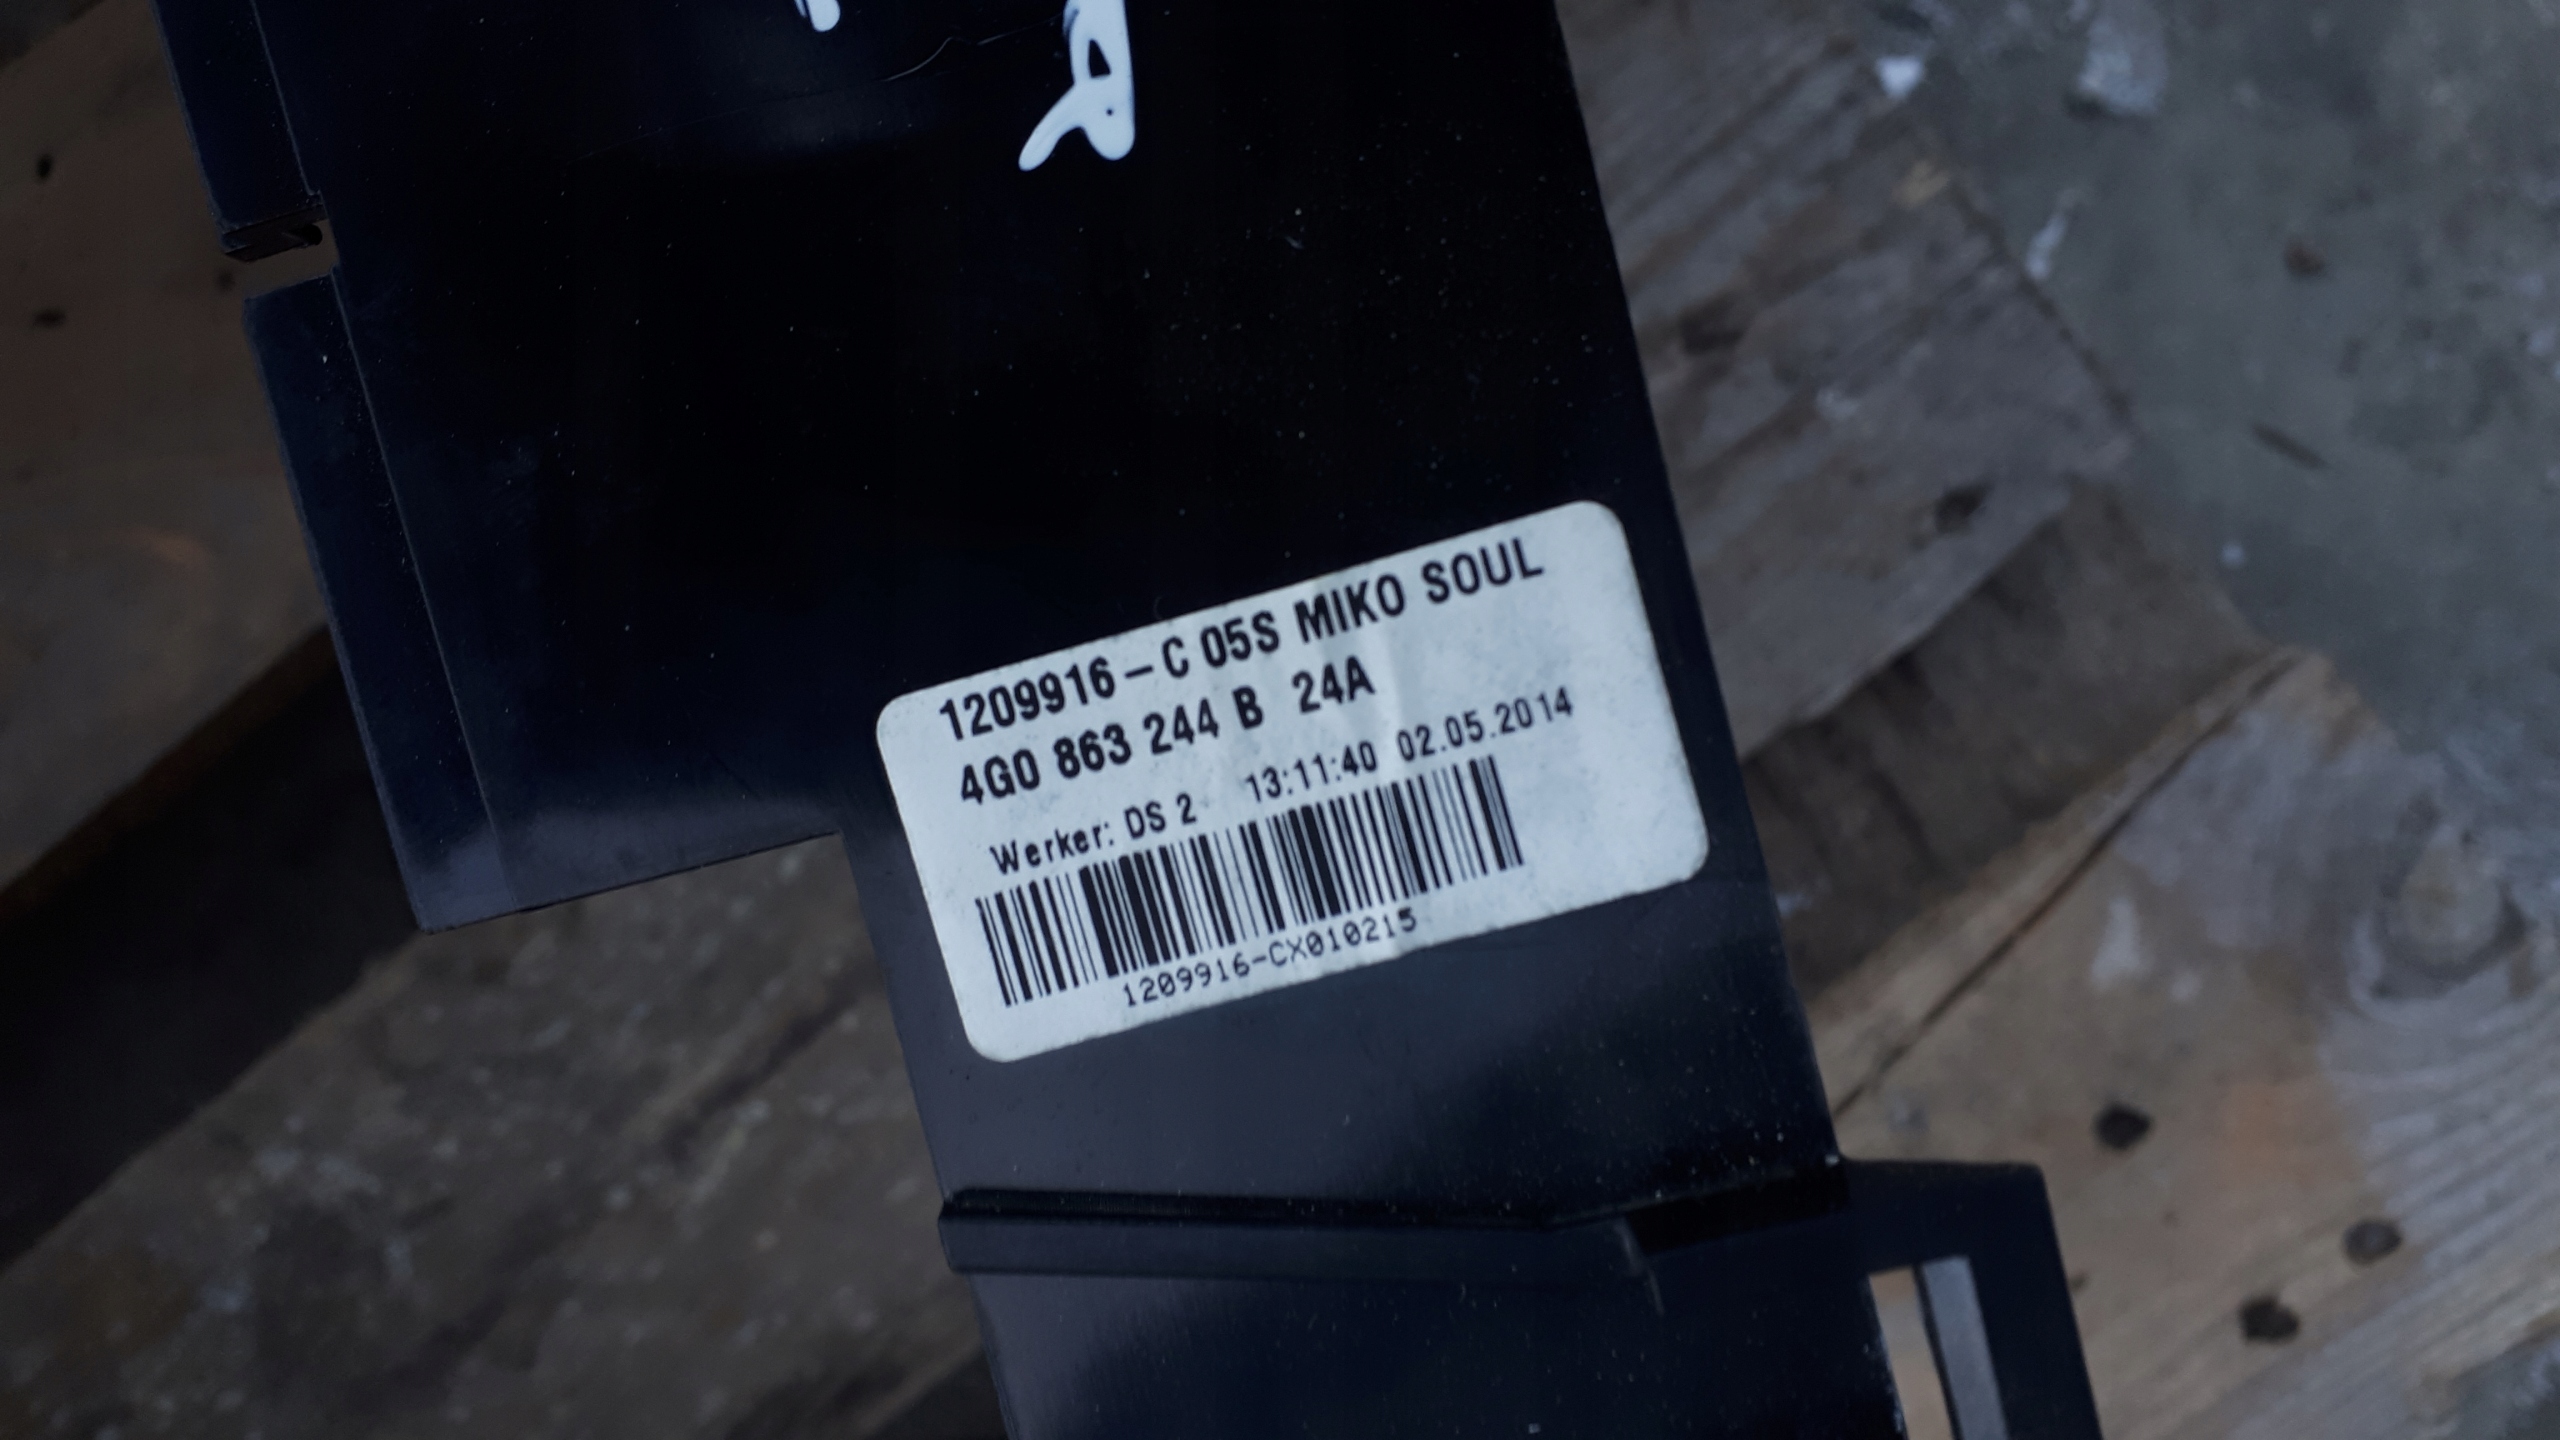 1209916-C 05S MIKO SOUL
4G0 863 244 B 24A
Werker: DS 2 13:11:40 02.05.2014
1209916-CX010215